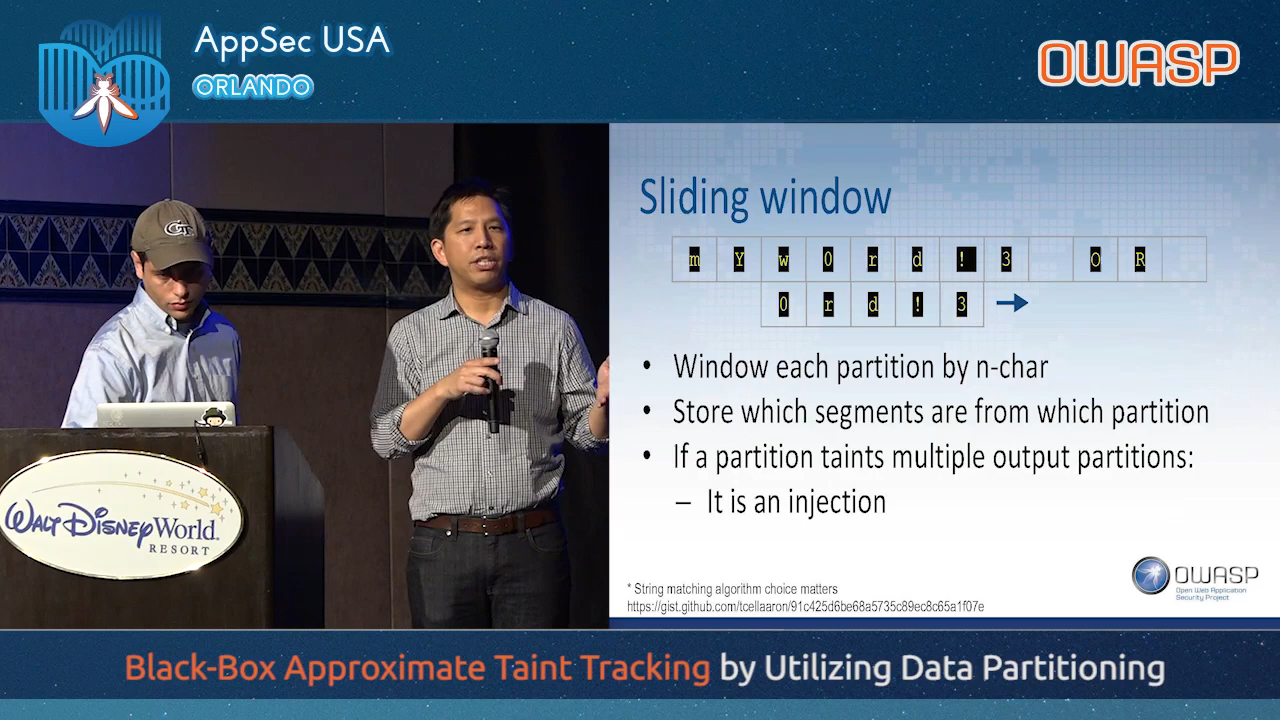 AppSec USA
ORLANDO
OWASP
GT
Walt Disney World.
RESORT
Sliding window
m Y w 0 r d ! 3 O R
0 r d ! 3
• Window each partition by n-char
• Store which segments are from which partition
• If a partition taints multiple output partitions:
– It is an injection
* String matching algorithm choice matters
https://gist.github.com/tcellaaron/91c425d6be68a5735c89ec8c65a1f07e
OWASP
Open Web Application
Security Project
Black-Box Approximate Taint Tracking by Utilizing Data Partitioning